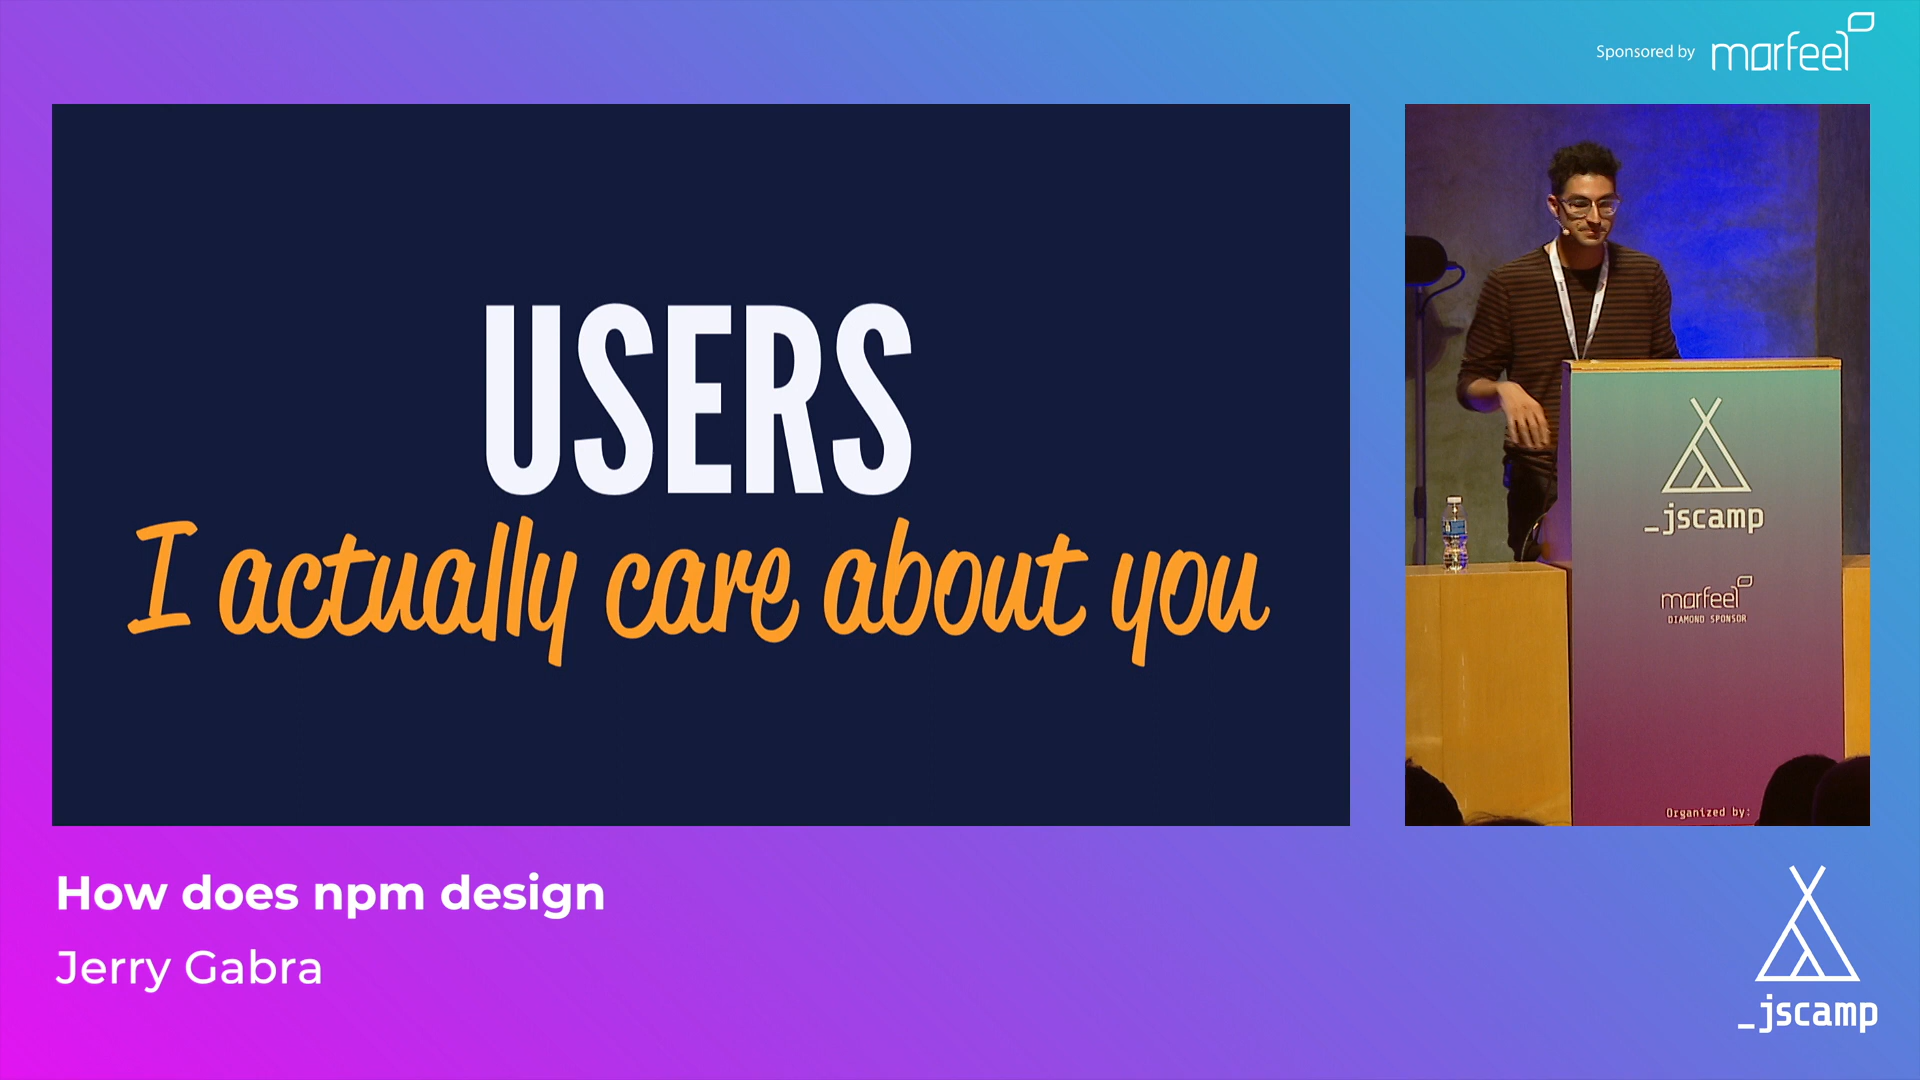 Sponsored by marfeel
USERS
I actually care about you
_jscamp
marfeel
DIAMOND SPONSOR
Organized by:
How does npm design
Jerry Gabra
_jscamp